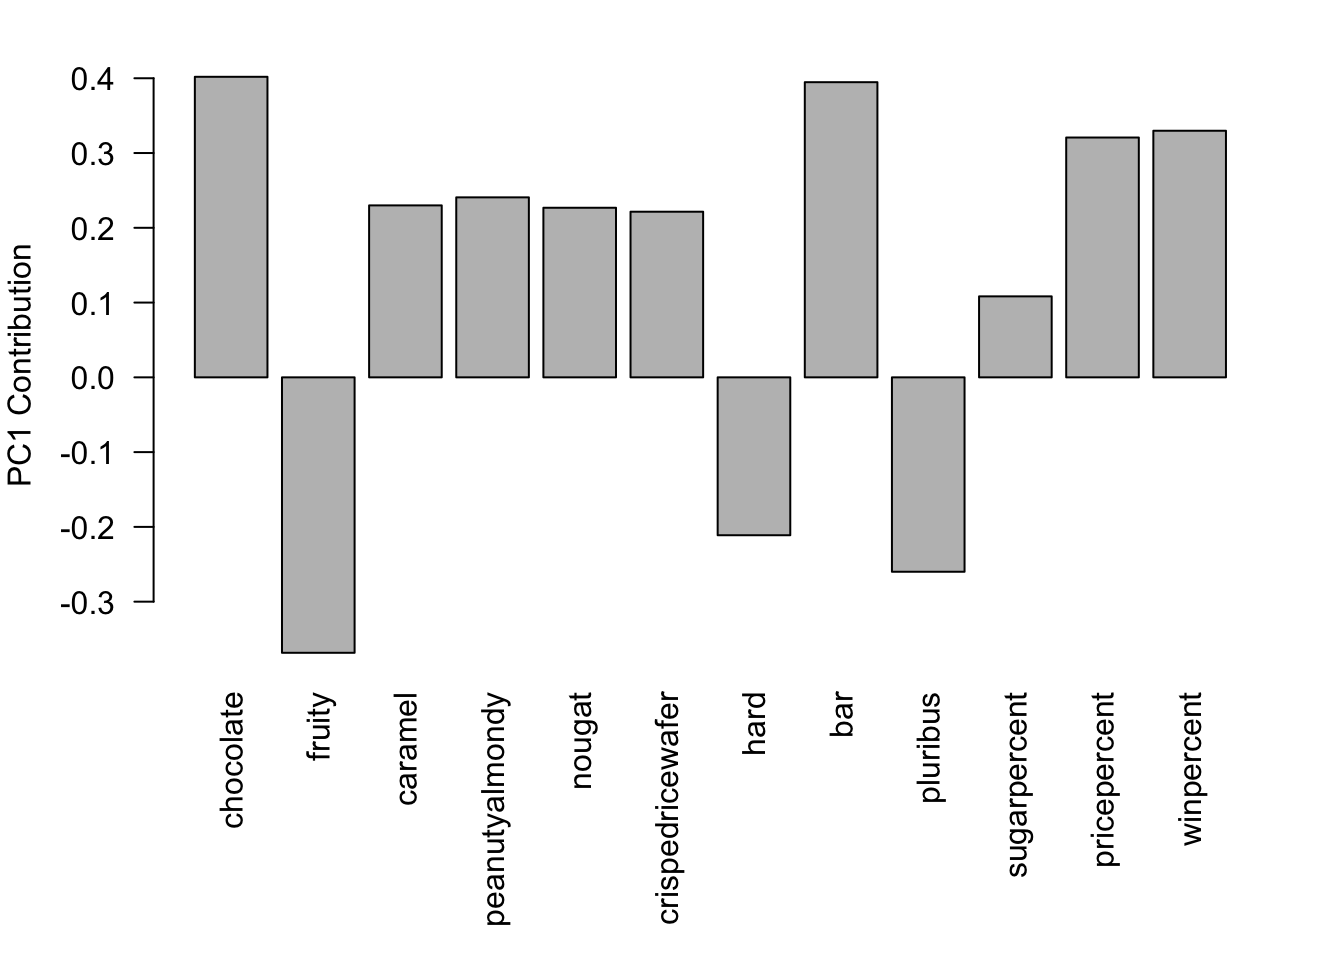 PC1 Contribution
0.4
0.3
0.2
0.1
0.0
-0.1
-0.2
-0.3
chocolate
fruity
caramel
peanutyalmondy
nougat
crispedricewafer
hard
bar
pluribus
sugarpercent
pricepercent
winpercent